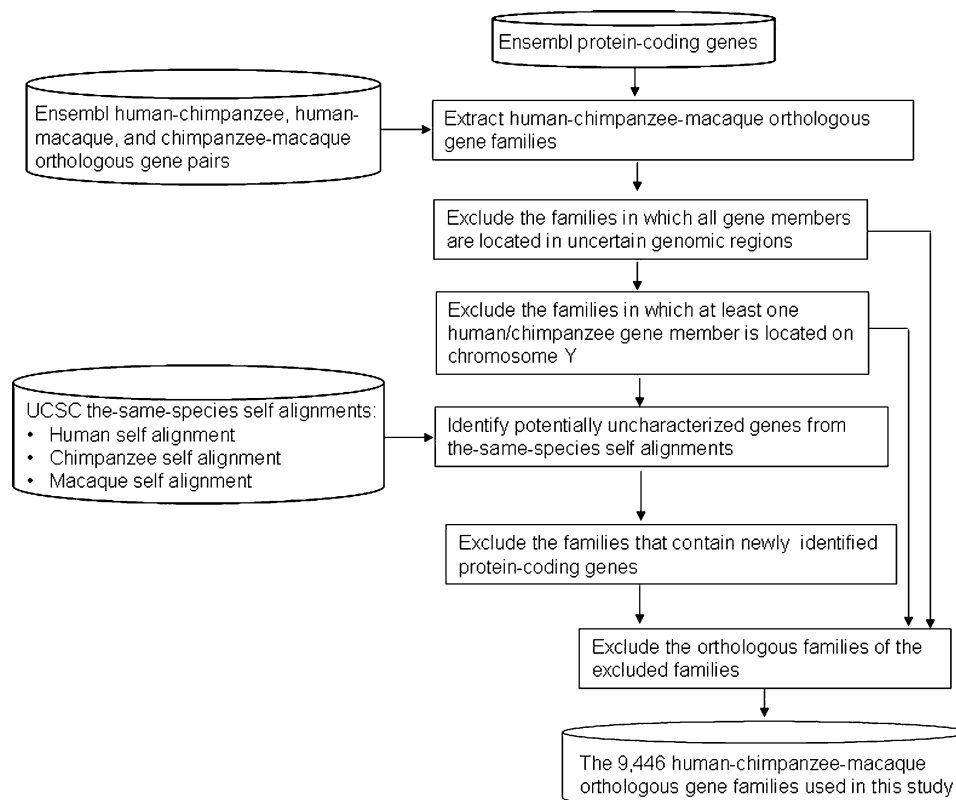 Ensembl protein-coding genes
Ensembl human-chimpanzee, human-
macaque, and chimpanzee-macaque
orthologous gene pairs
Extract human-chimpanzee-macaque orthologous
gene families
Exclude the families in which all gene members
are located in uncertain genomic regions
Exclude the families in which at least one
human/chimpanzee gene member is located on
chromosome Y
UCSC the-same-species self alignments:
• Human self alignment
• Chimpanzee self alignment
• Macaque self alignment
Identify potentially uncharacterized genes from
the-same-species self alignments
Exclude the families that contain newly identified
protein-coding genes
Exclude the orthologous families of the
excluded families
The 9,446 human-chimpanzee-macaque
orthologous gene families used in this study